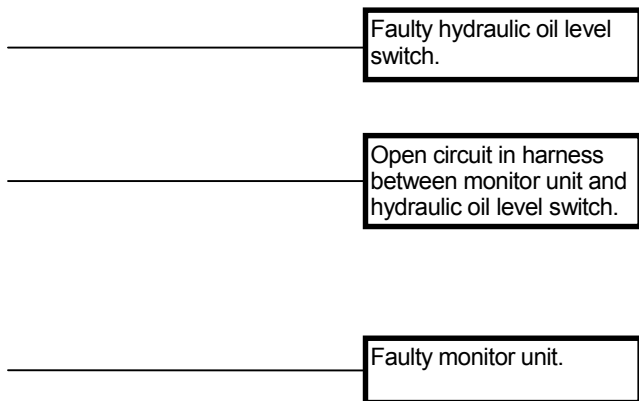 Faulty hydraulic oil level
switch.
Open circuit in harness
between monitor unit and
hydraulic oil level switch.
Faulty monitor unit.